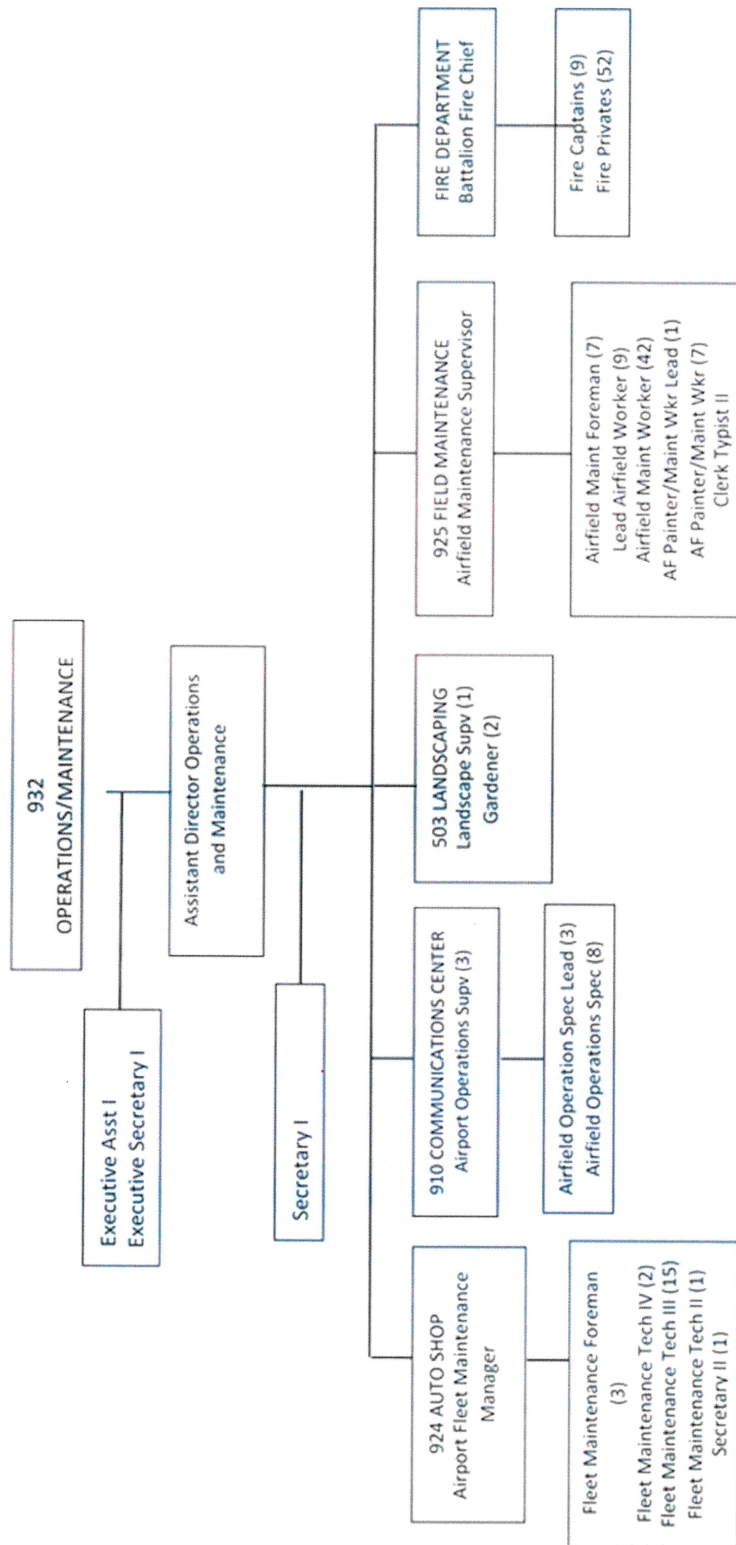 932
OPERATIONS/MAINTENANCE
Executive Asst I
Executive Secretary I
Assistant Director Operations
and Maintenance
Secretary I
924 AUTO SHOP
Airport Fleet Maintenance
Manager
Fleet Maintenance Foreman
(3)
Fleet Maintenance Tech IV (2)
Fleet Maintenance Tech III (15)
Fleet Maintenance Tech II (1)
Secretary II (1)
910 COMMUNICATIONS CENTER
Airport Operations Supv (3)
Airfield Operation Spec Lead (3)
Airfield Operations Spec (8)
503 LANDSCAPING
Landscape Supv (1)
Gardener (2)
925 FIELD MAINTENANCE
Airfield Maintenance Supervisor
Airfield Maint Foreman (7)
Lead Airfield Worker (9)
Airfield Maint Worker (42)
AF Painter/Maint Wkr Lead (1)
AF Painter/Maint Wkr (7)
Clerk Typist II
FIRE DEPARTMENT
Battalion Fire Chief
Fire Captains (9)
Fire Privates (52)